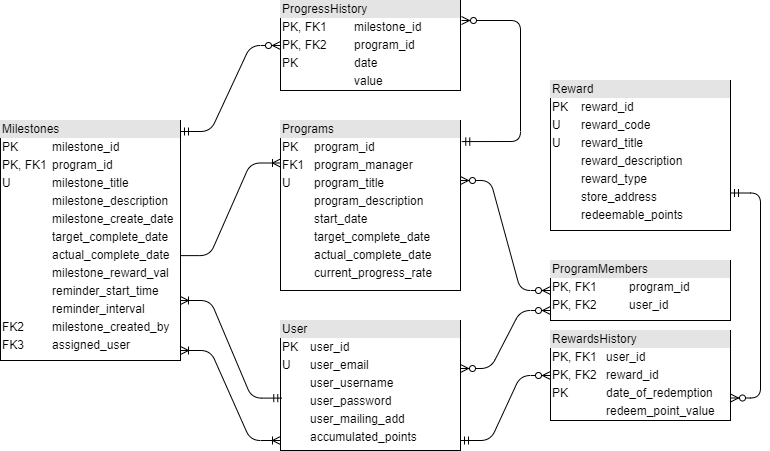 ProgressHistory
PK, FK1 milestone_id
PK, FK2 program_id
PK date
value
Milestones
PK milestone_id
PK, FK1 program_id
U milestone_title
milestone_description
milestone_create_date
target_complete_date
actual_complete_date
milestone_reward_val
reminder_start_time
reminder_interval
FK2 milestone_created_by
FK3 assigned_user
Programs
PK program_id
FK1 program_manager
U program_title
program_description
start_date
target_complete_date
actual_complete_date
current_progress_rate
User
PK user_id
U user_email
user_username
user_password
user_mailing_add
accumulated_points
Reward
PK reward_id
U reward_code
U reward_title
reward_description
reward_type
store_address
redeemable_points
ProgramMembers
PK, FK1 program_id
PK, FK2 user_id
RewardsHistory
PK, FK1 user_id
PK, FK2 reward_id
PK date_of_redemption
redeem_point_value